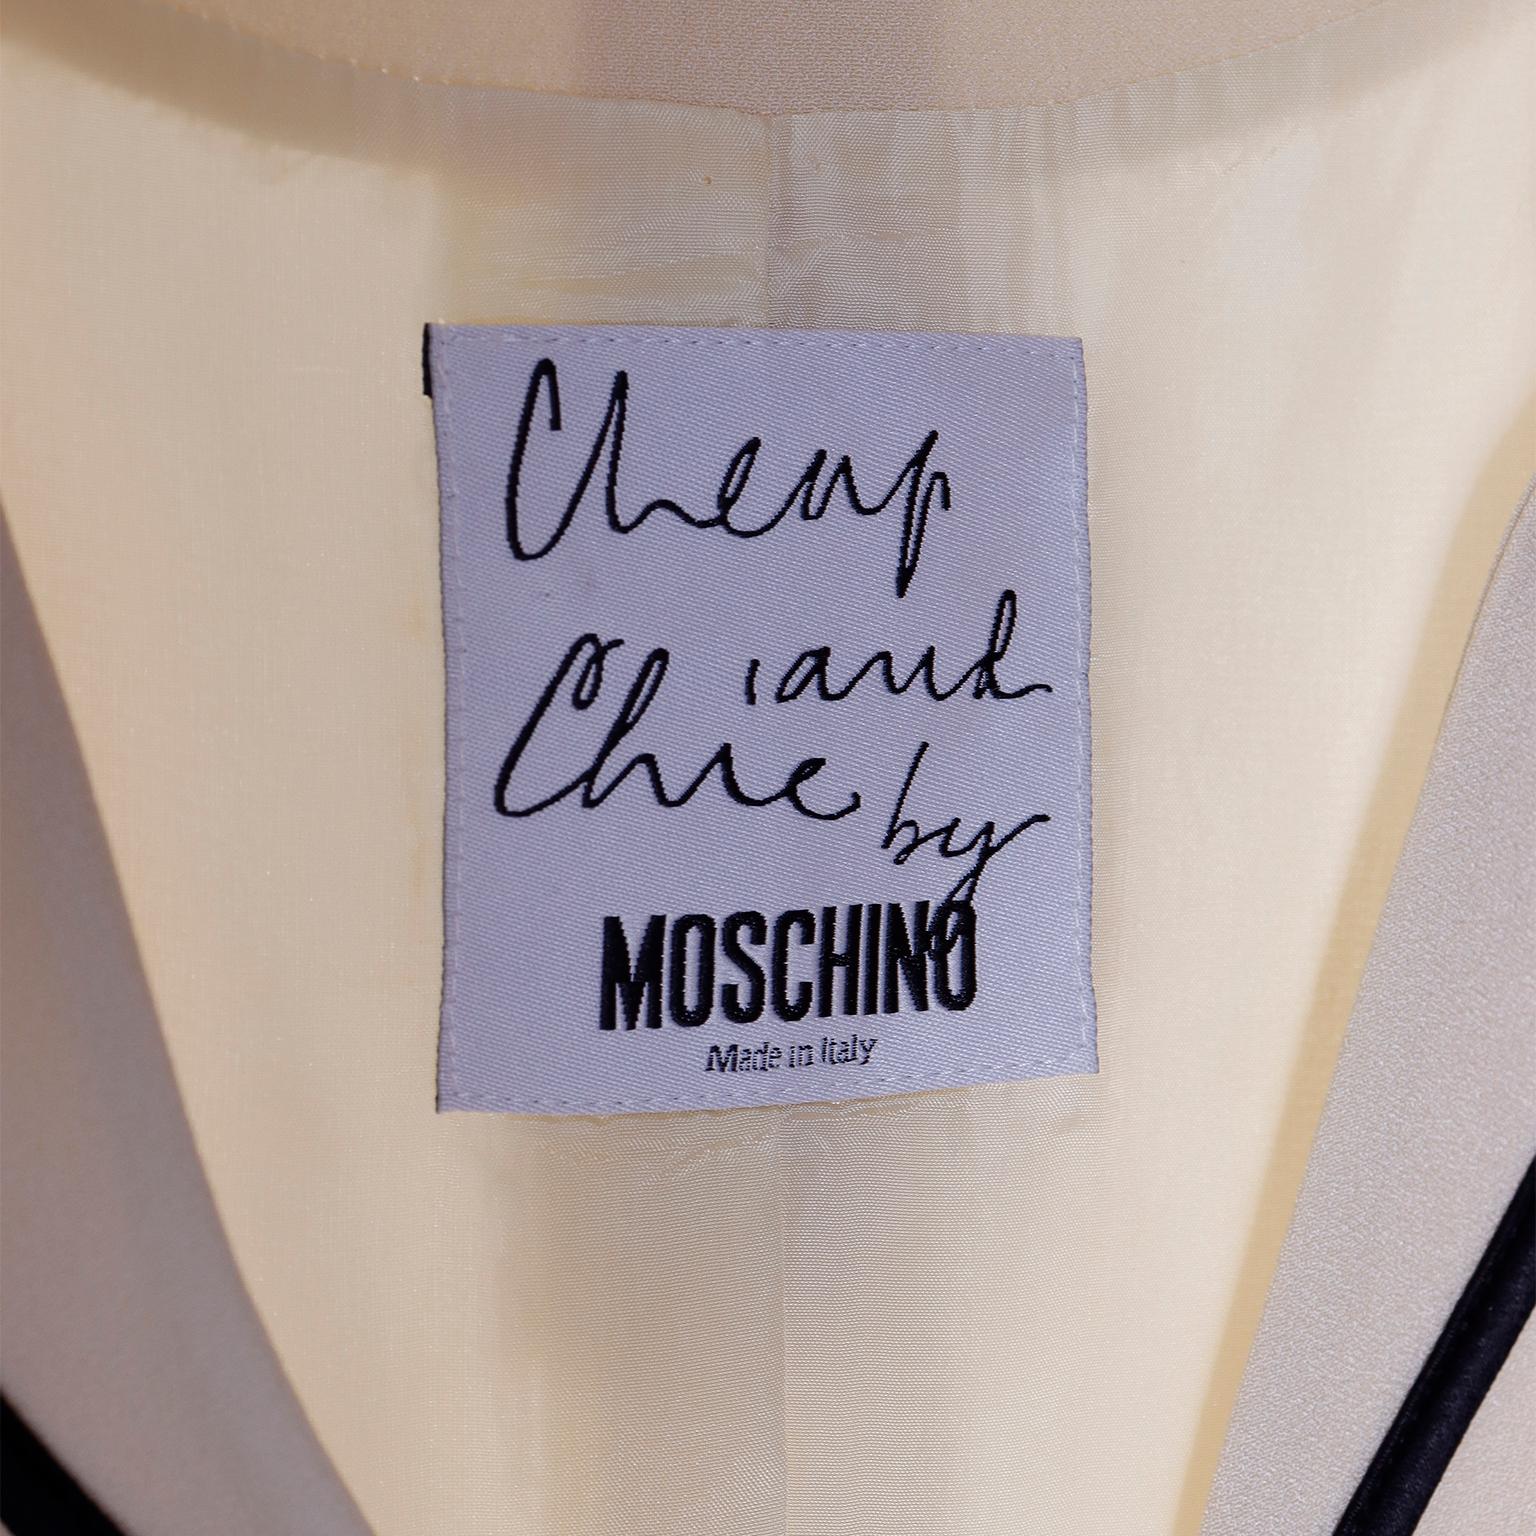 Cheap
and
Chic by
MOSCHINO
Made in Italy